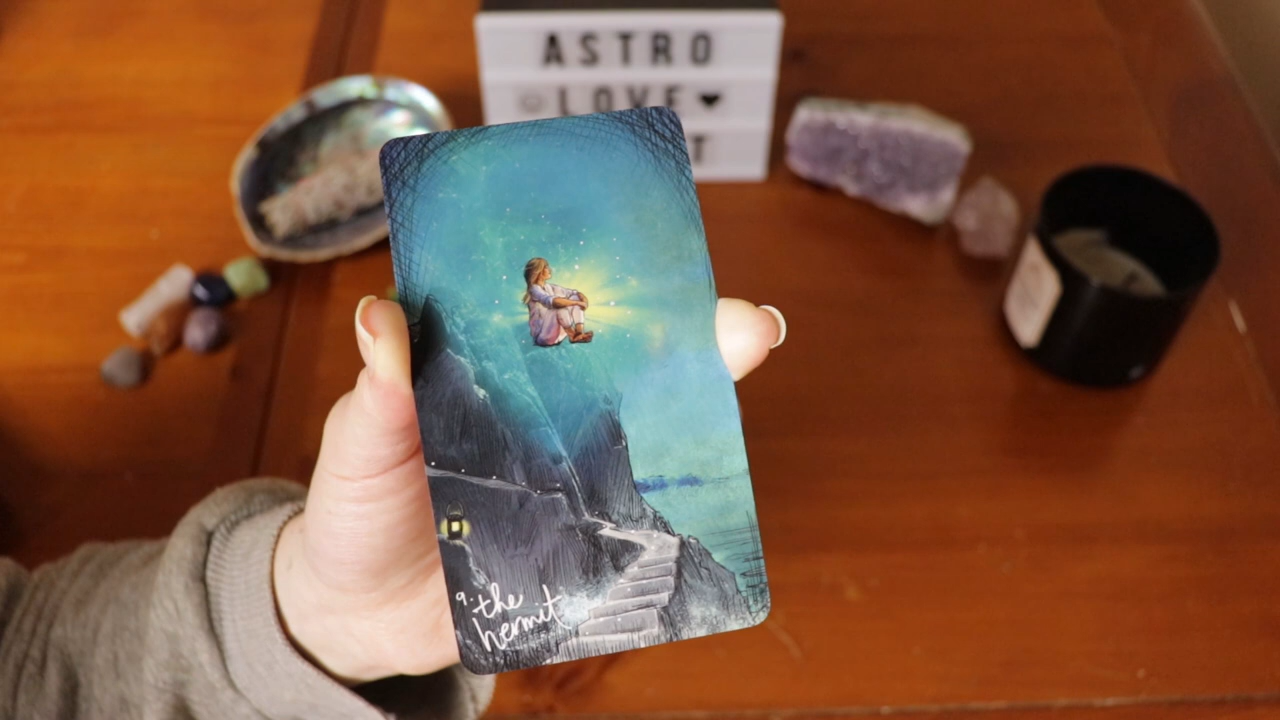 ASTRO
LOVE♥
T
9. the
hermit